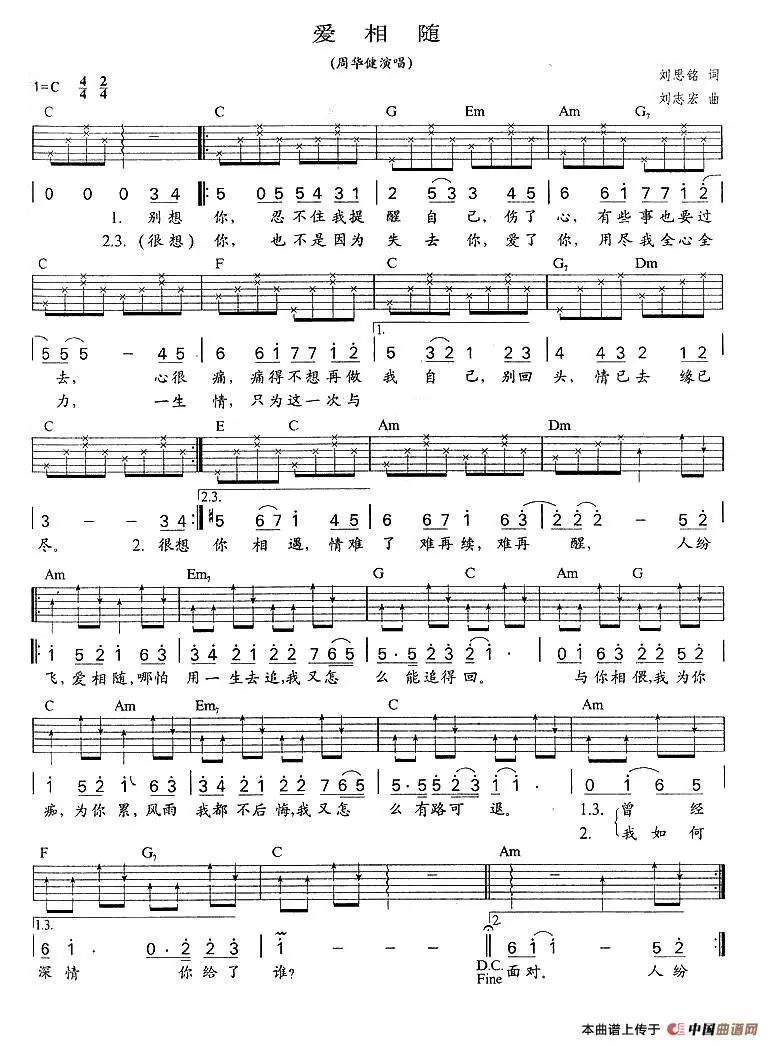 爱 相 随
(周华健演唱)
1=C 4/4 2/4
刘思铭 词
刘志宏 曲
C C G Em Am G7
0 0 0 3 4 5 0 5 5 4 3 1 2 5 3 3 4 5 6 6 1 7 7 1 2
1. 别想 你, 忍不住我提 醒 自己, 伤了 心, 有些事也要过
2.3. (很想) 你, 也不是因为 失去 你, 爱了 你, 用尽我全心全
C F C G7 Dm
1.
5 5 5 - 4 5 6 6 1 7 7 1 2 5 3 2 1 2 3 4 4 3 2 1 2
去, 心很 痛, 痛得不想再做 我 自己, 别回 头, 情已去 缘已
力, 一生 情, 只为这一次与
C E C Am Dm
2.3.
3 - - 3 4 #5 6 7 1 4 5 6 6 7 1 6 3 2 2 2 - 5 2
尽。 2. 很想 你 相 遇, 情难 了 难再续, 难再 醒, 人纷
Am Em7 G C Am G
1 5 2 1 6 3 3 4 2 1 2 2 7 6 5 5 · 5 2 3 2 1 · 0 1 6 3 5 2
飞, 爱相随, 哪怕 用一生去追, 我又怎 么 能追得回。 与你相偎, 我为你
C Am Em7 G C Am
1 5 2 1 6 3 3 4 2 1 2 2 7 6 5 5 · 5 5 2 3 1 · 0 1 6 5
痴, 为你累, 风雨 我都不后悔, 我又怎 么有路可 退。 1.3. 曾 经
2. 我如何
F G7 C Am
1.3.
2.
6 1 · 0 · 2 2 3 1 - - 6 1 1 5 2
深情 你给了 谁? D.C. 面对。 人纷
Fine
本曲谱上传于 中国曲谱网